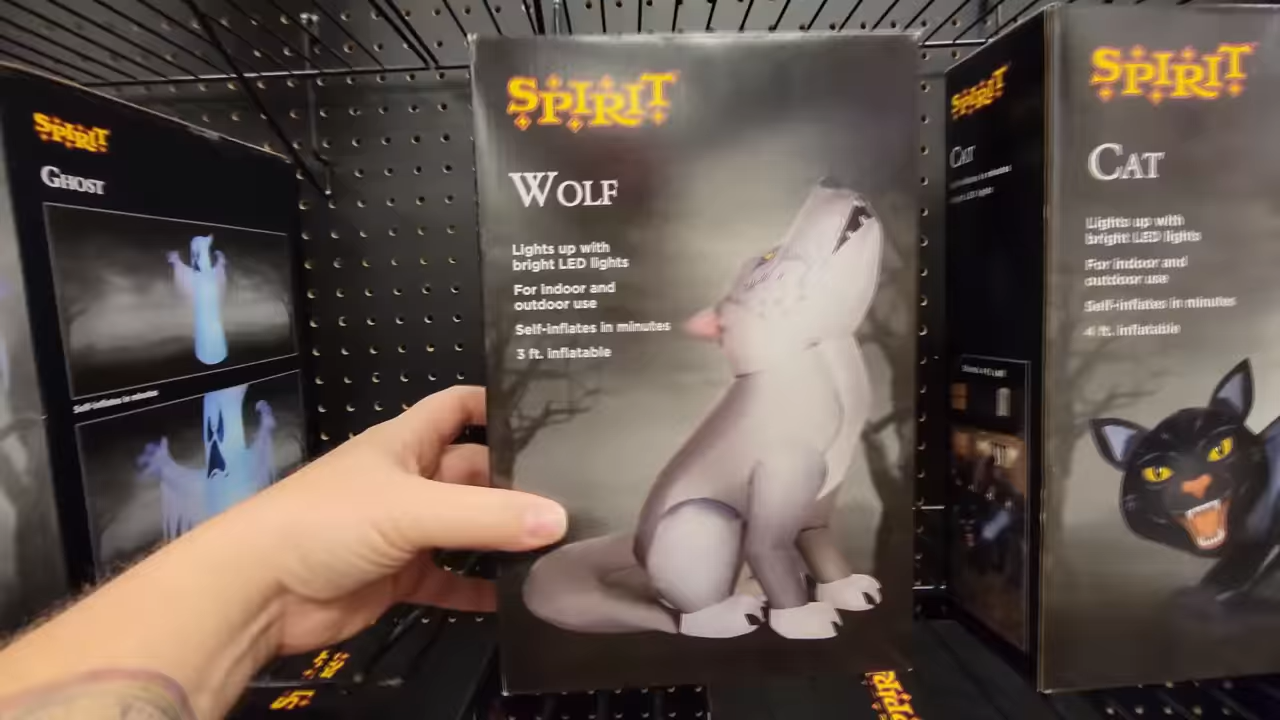 SPIRIT
GHOST
Self-inflates in minutes
SPIRIT
WOLF
Lights up with
bright LED lights
For indoor and
outdoor use
Self-inflates in minutes
3 ft. inflatable
SPIRIT
CAT
SPIRIT
CAT
Lights up with
bright LED lights
For indoor and
outdoor use
Self-inflates in minutes
4 ft. inflatable
SPIRIT